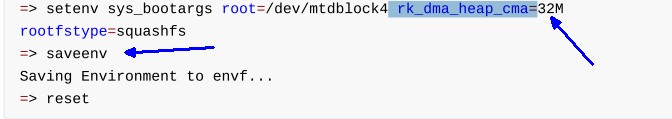 => setenv sys_bootargs root=/dev/mtdblock4 rk_dma_heap_cma=32M
rootfstype=squashfs
=> saveenv
Saving Environment to envf...
=> reset